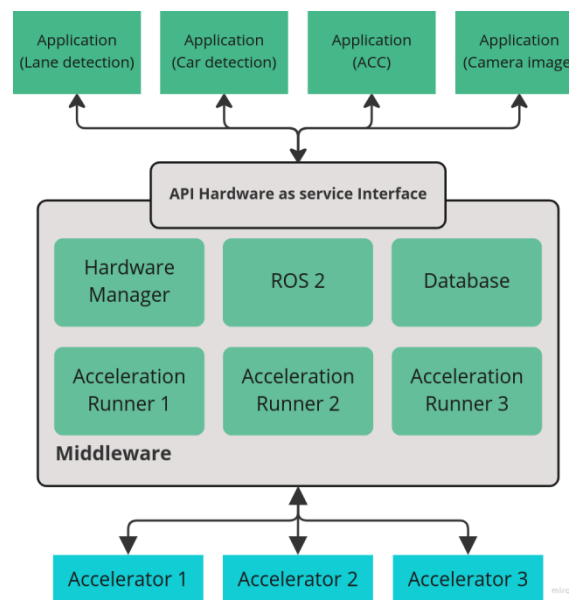 Application
(Lane detection)
Application
(Car detection)
Application
(ACC)
Application
(Camera image
API Hardware as service Interface
Hardware
Manager
ROS 2
Database
Acceleration
Runner 1
Acceleration
Runner 2
Acceleration
Runner 3
Middleware
Accelerator 1
Accelerator 2
Accelerator 3